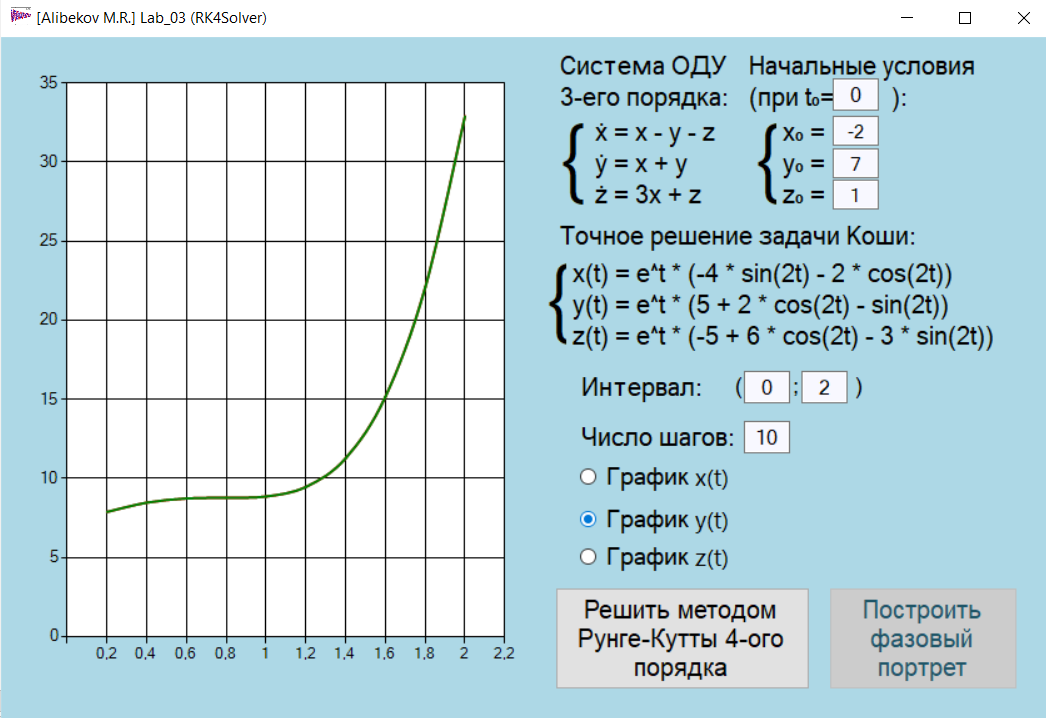 [Alibekov M.R.] Lab_03 (RK4Solver)
35
30
25
20
15
10
5
0
0,2 0,4 0,6 0,8 1 1,2 1,4 1,6 1,8 2 2,2
Система ОДУ
3-его порядка:
ẋ = x - y - z
ẏ = x + y
ż = 3x + z
Начальные условия
(при t₀= 0 ):
x₀ = -2
y₀ = 7
z₀ = 1
Точное решение задачи Коши:
x(t) = e^t * (-4 * sin(2t) - 2 * cos(2t))
y(t) = e^t * (5 + 2 * cos(2t) - sin(2t))
z(t) = e^t * (-5 + 6 * cos(2t) - 3 * sin(2t))
Интервал: ( 0 ; 2 )
Число шагов: 10
График x(t)
График y(t)
График z(t)
Решить методом
Рунге-Кутты 4-ого
порядка
Построить
фазовый
портрет